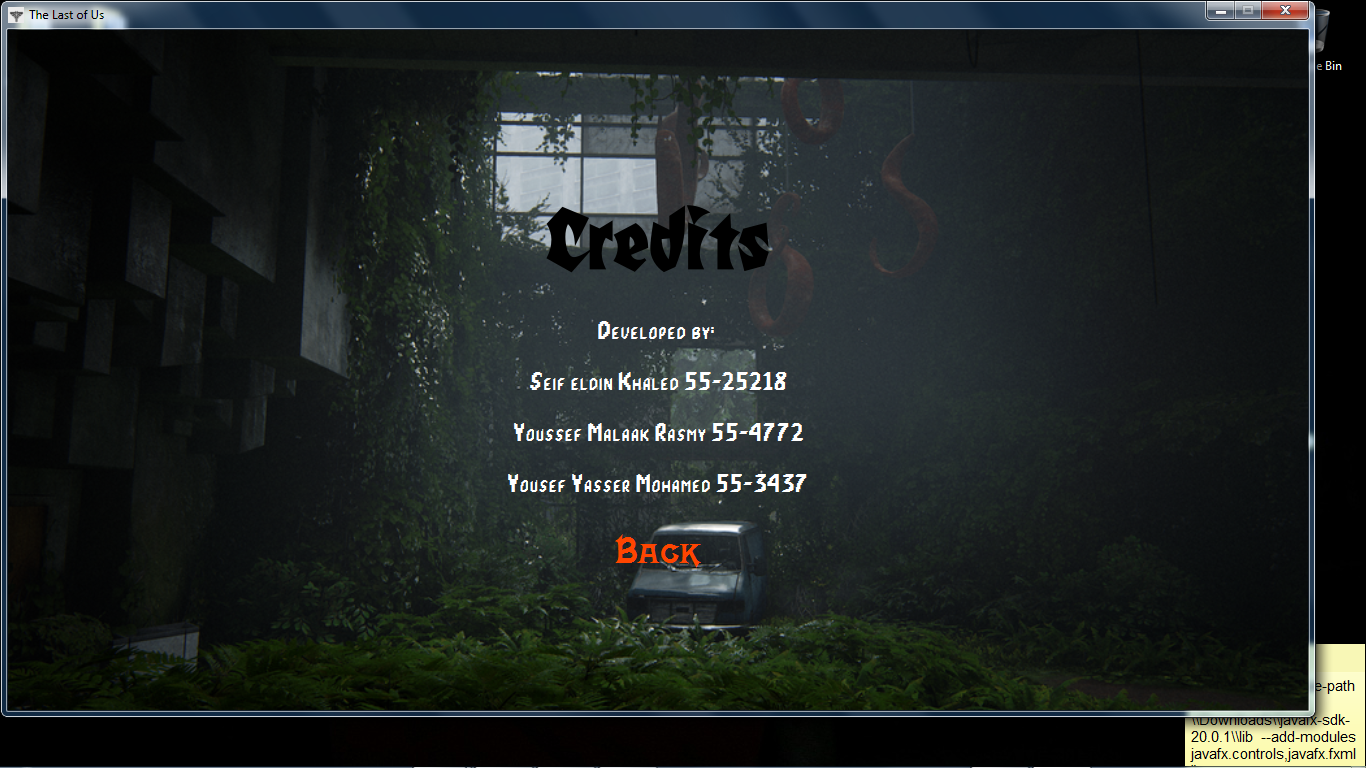 The Last of Us
e Bin
Credits
Developed by:
Seif eldin Khaled 55-25218
Youssef Malaak Rasmy 55-4772
Yousef Yasser Mohamed 55-3437
Back
e-path
\\Downloads\\javafx-sdk-
20.0.1\\lib --add-modules
javafx.controls,javafx.fxml